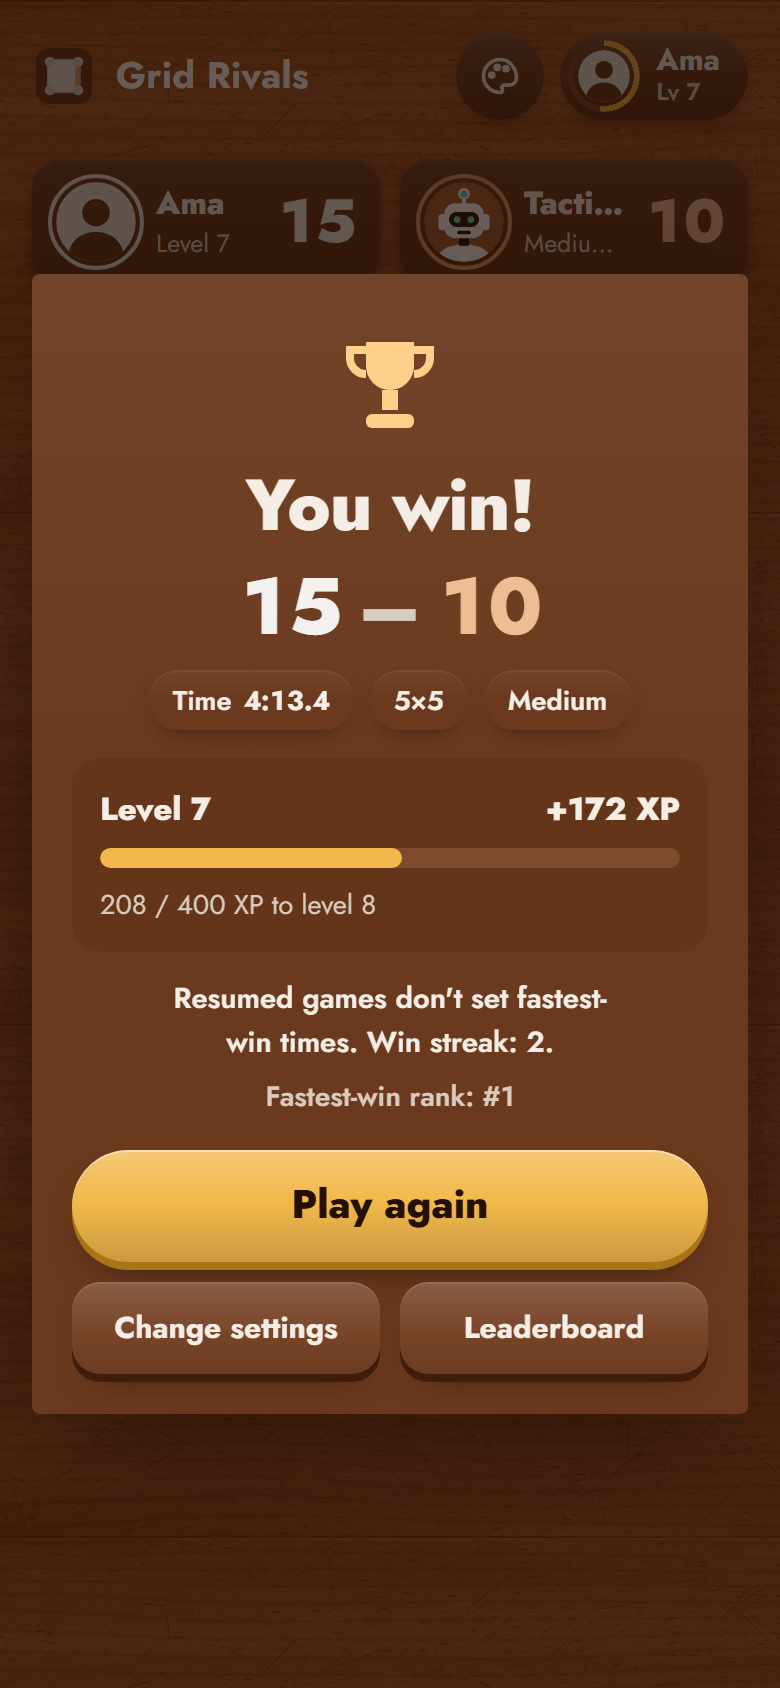 Grid Rivals
Ama
Lv 7
Ama
Level 7
15
Tacti...
Mediu...
10
You win!
15 – 10
Time 4:13.4
5×5
Medium
Level 7
+172 XP
208 / 400 XP to level 8
Resumed games don't set fastest-
win times. Win streak: 2.
Fastest-win rank: #1
Play again
Change settings
Leaderboard